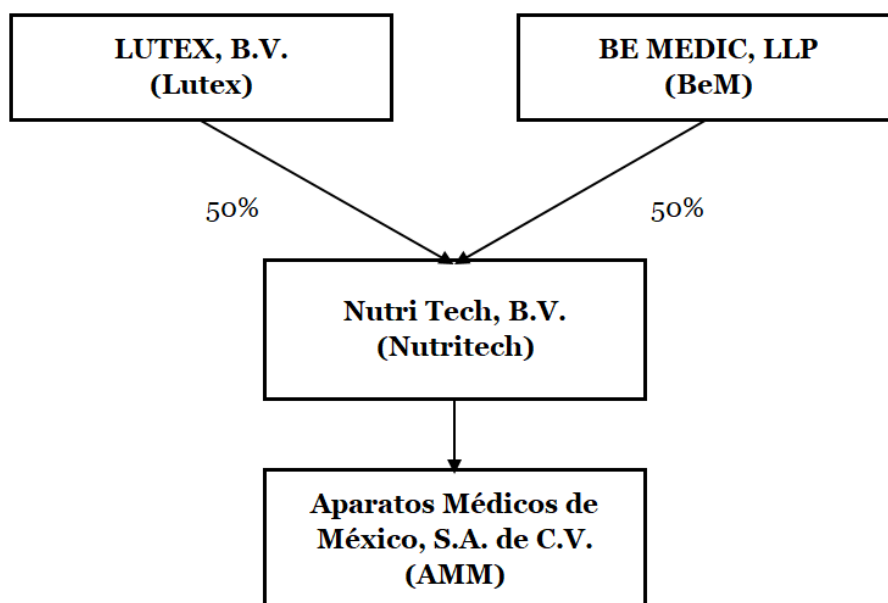 LUTEX, B.V.
(Lutex)
BE MEDIC, LLP
(BeM)
50%
50%
Nutri Tech, B.V.
(Nutritech)
Aparatos Médicos de
México, S.A. de C.V.
(AMM)